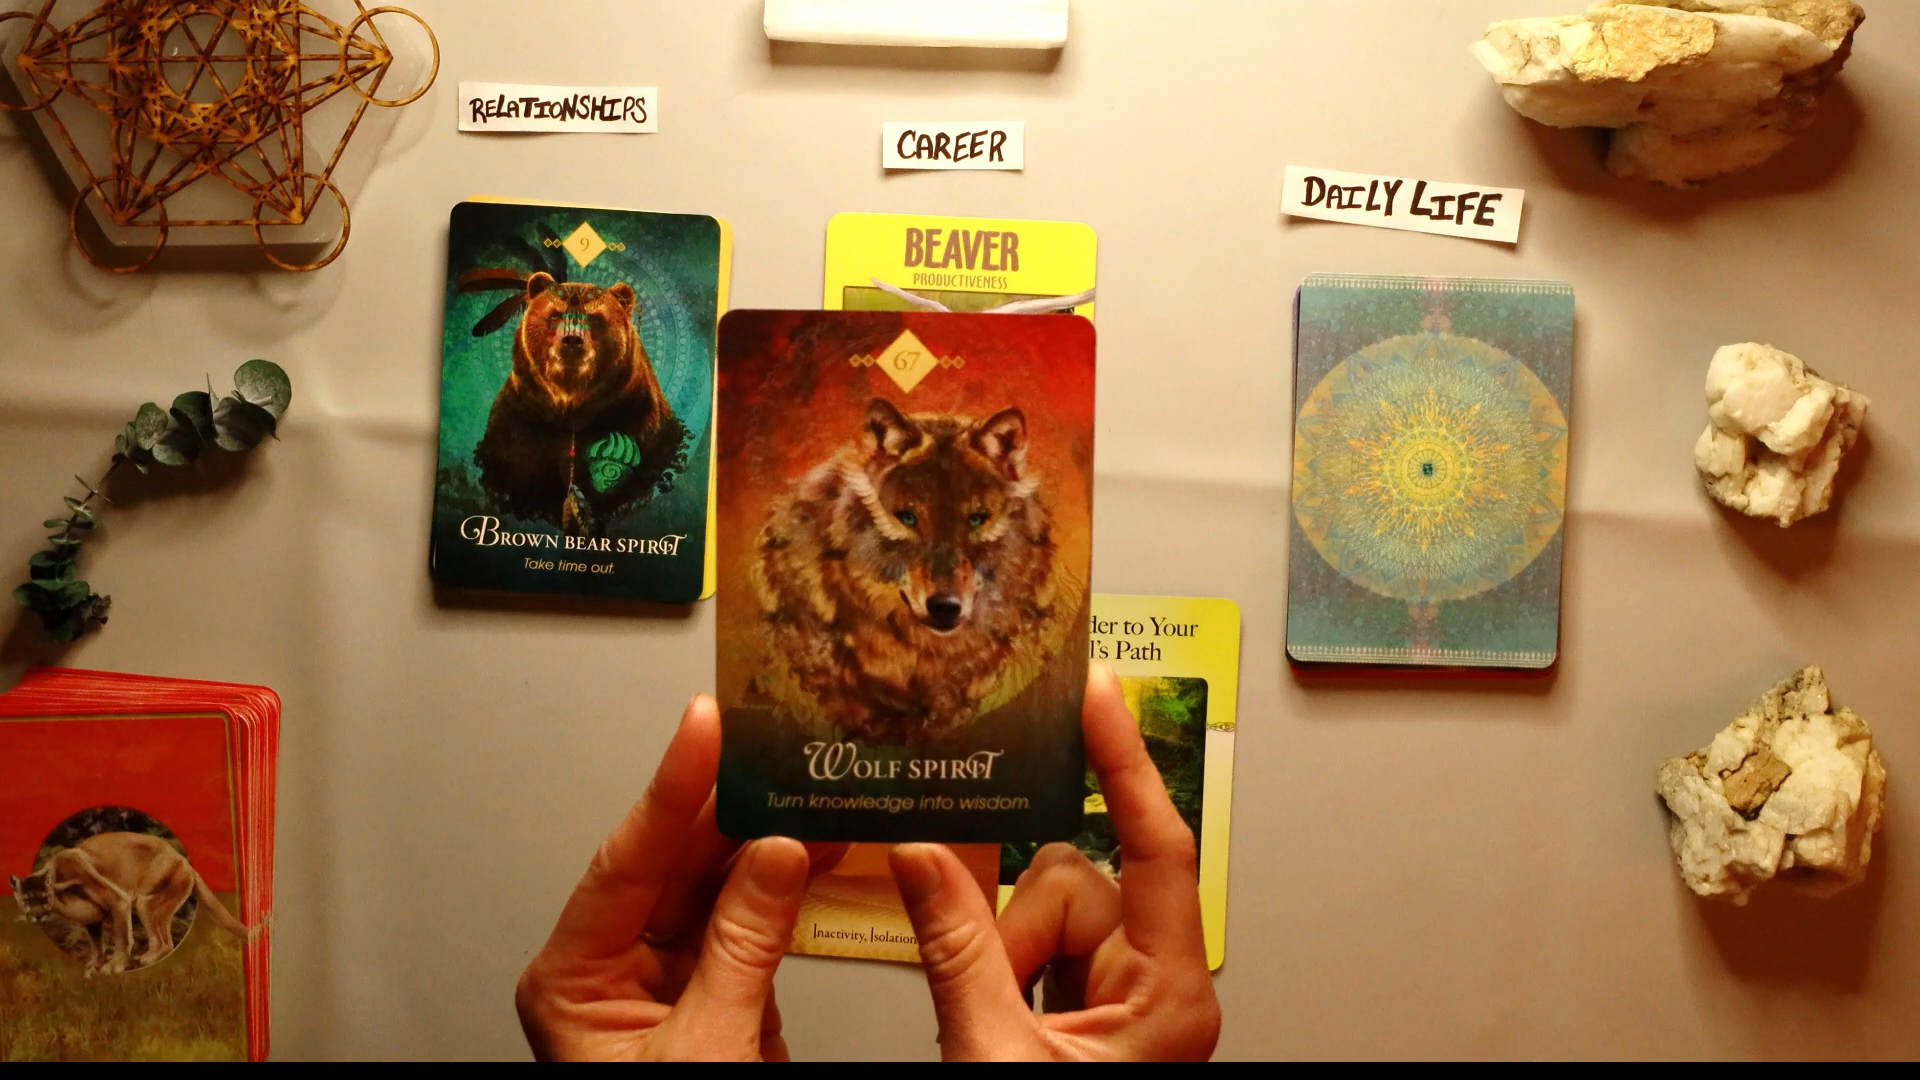 RELATIONSHIPS
CAREER
DAILY LIFE
9
BROWN BEAR SPIRIT
Take time out.
BEAVER
PRODUCTIVENESS
67
WOLF SPIRIT
Turn knowledge into wisdom.
to Your
Path
Inactivity, Isolation